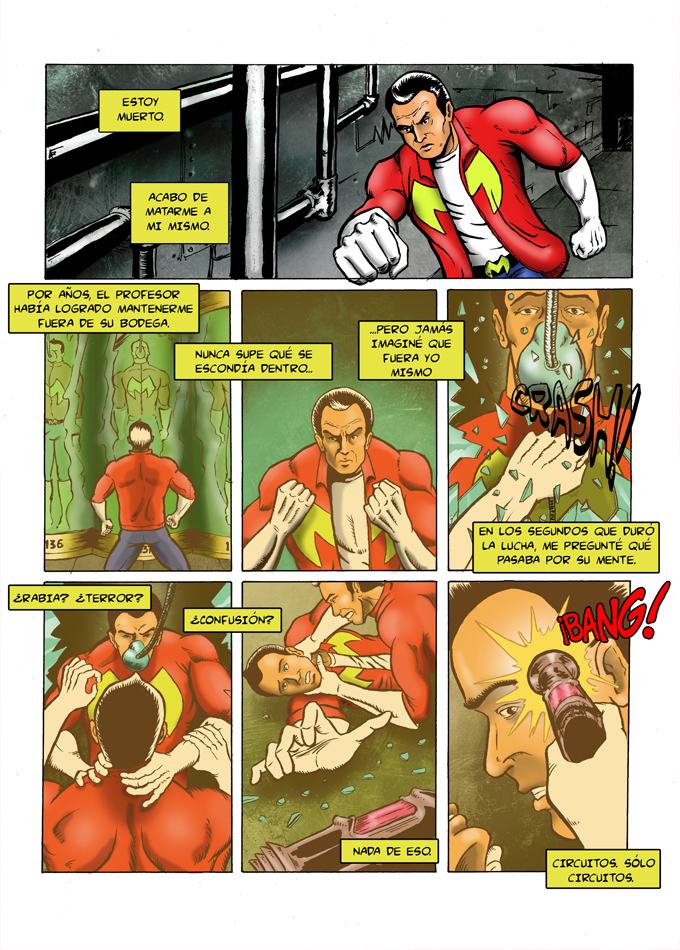 ESTOY
MUERTO.
ACABO DE
MATARME A
MI MISMO.
POR AÑOS, EL PROFESOR
HABÍA LOGRADO MANTENERME
FUERA DE SU BODEGA.
136
NUNCA SUPE QUÉ SE
ESCONDÍA DENTRO...
...PERO JAMÁS
IMAGINÉ QUE
FUERA YO
MISMO
CRASH!
EN LOS SEGUNDOS QUE DURÓ
LA LUCHA, ME PREGUNTÉ QUÉ
PASABA POR SU MENTE.
¿RABIA? ¿TERROR?
¿CONFUSIÓN?
NADA DE ESO.
¡BANG!
CIRCUITOS. SÓLO
CIRCUITOS.